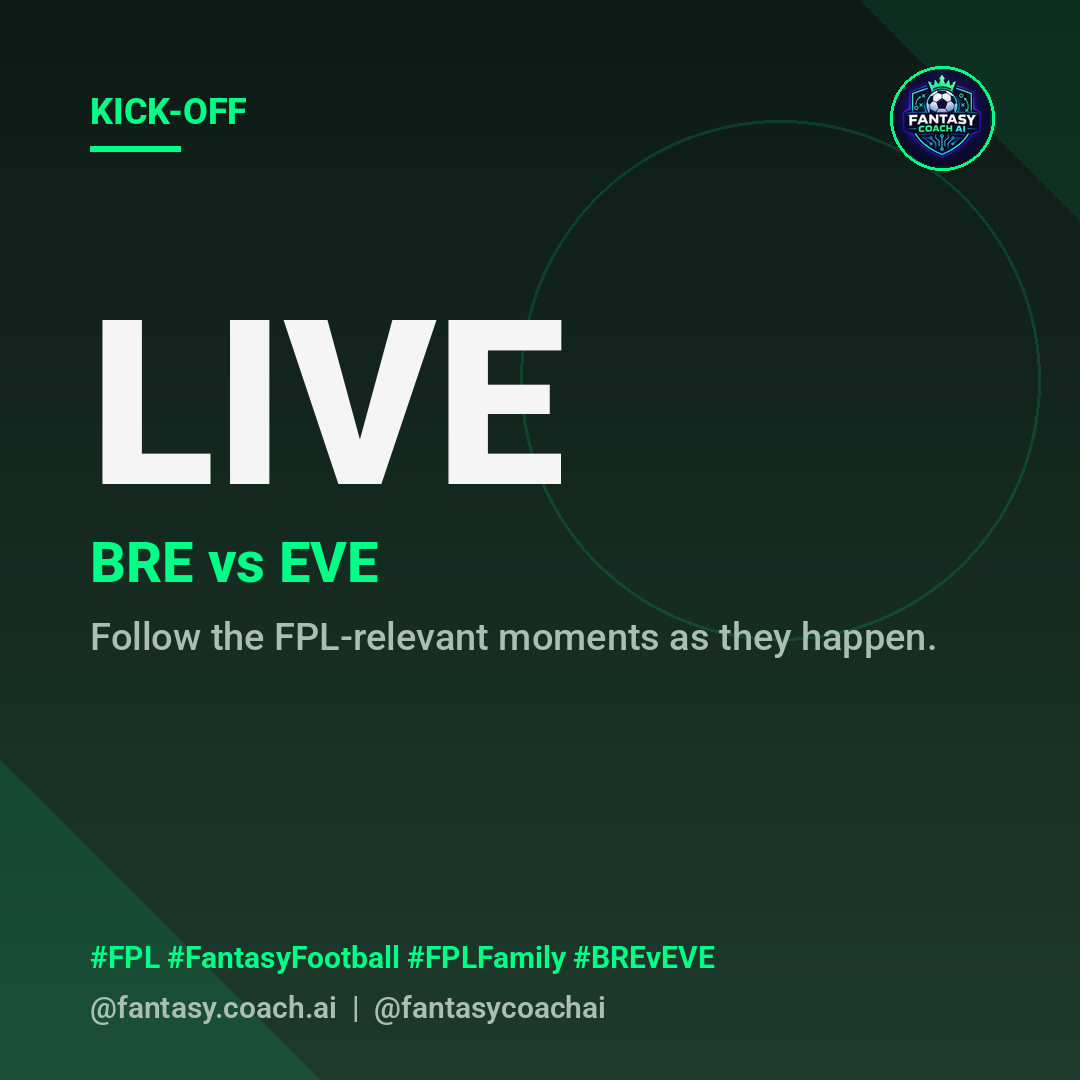 KICK-OFF
FANTASY
COACH AI
LIVE
BRE vs EVE
Follow the FPL-relevant moments as they happen.
#FPL #FantasyFootball #FPLFamily #BREvEVE
@fantasy.coach.ai | @fantasycoachai